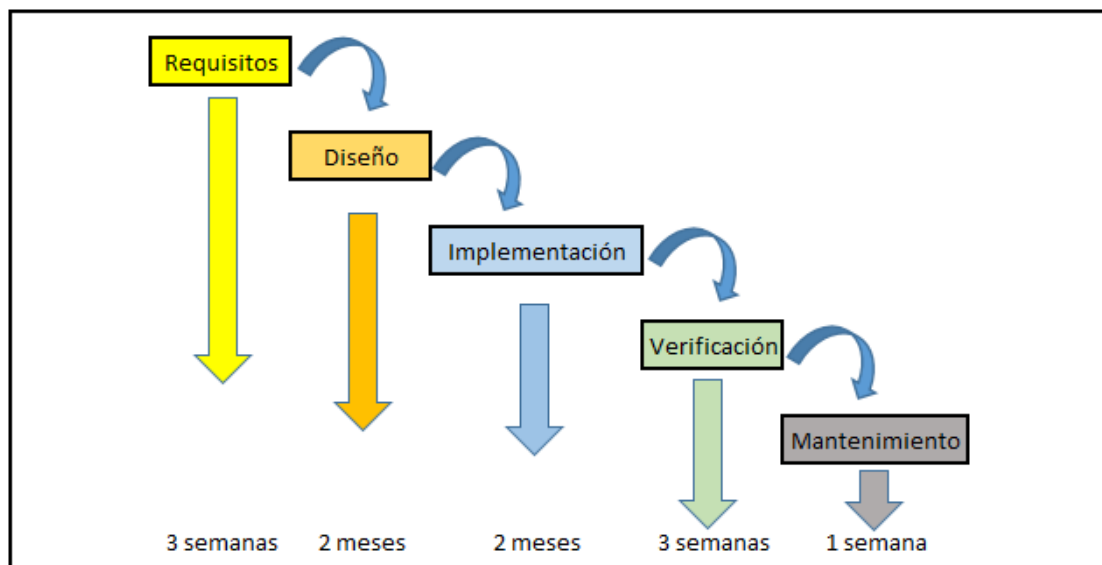 Requisitos
Diseño
Implementación
Verificación
Mantenimiento
3 semanas
2 meses
2 meses
3 semanas
1 semana